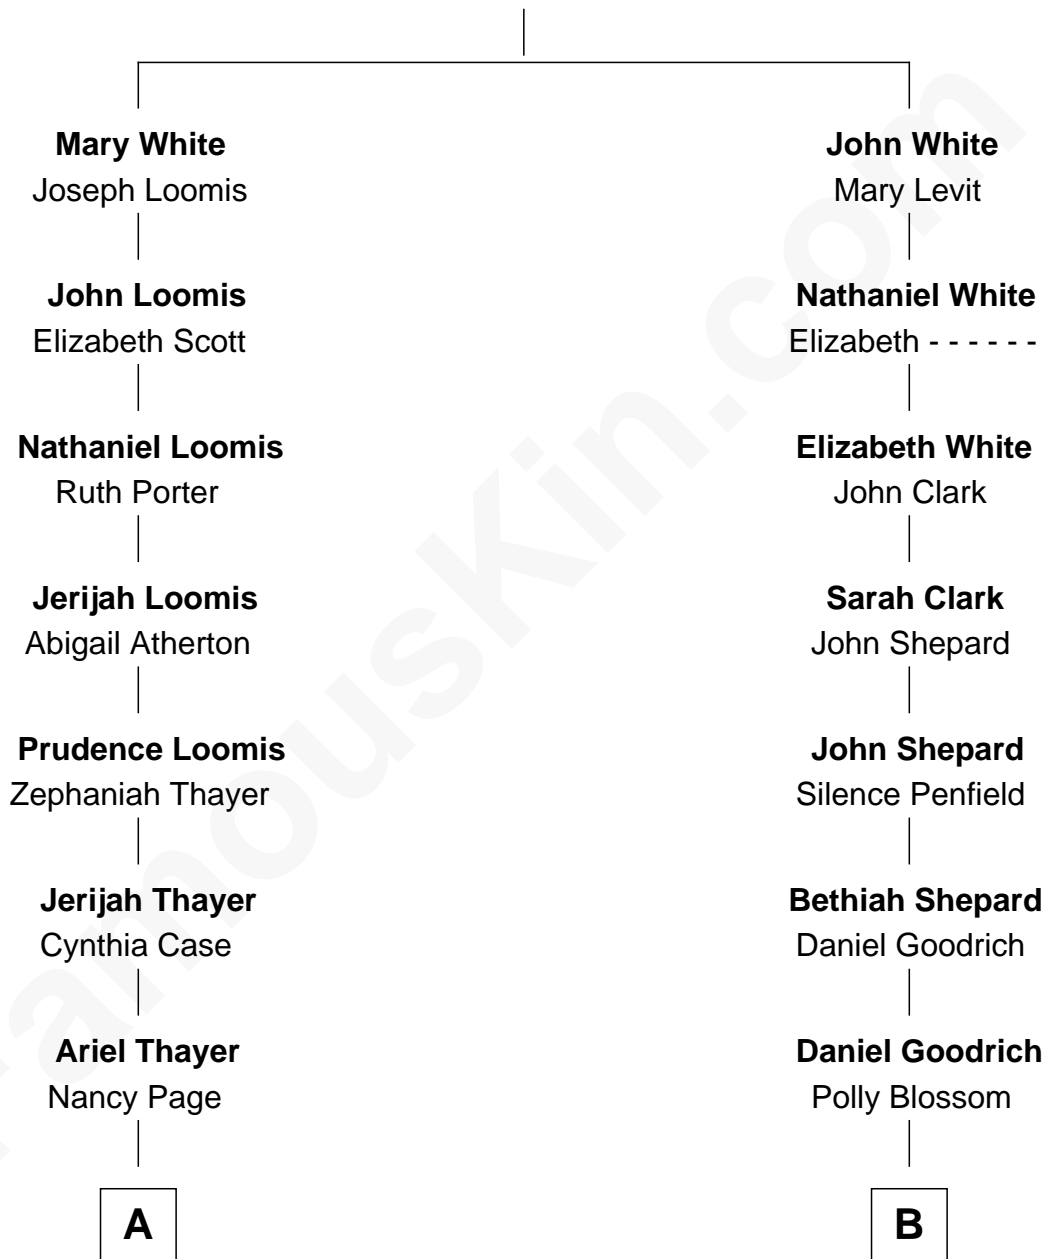 Mary White
Joseph Loomis
John Loomis
Elizabeth Scott
Nathaniel Loomis
Ruth Porter
Jerijah Loomis
Abigail Atherton
Prudence Loomis
Zephaniah Thayer
Jerijah Thayer
Cynthia Case
Ariel Thayer
Nancy Page
A
John White
Mary Levit
Nathaniel White
Elizabeth - - - - - -
Elizabeth White
John Clark
Sarah Clark
John Shepard
John Shepard
Silence Penfield
Bethiah Shepard
Daniel Goodrich
Daniel Goodrich
Polly Blossom
B
FamousKin.com